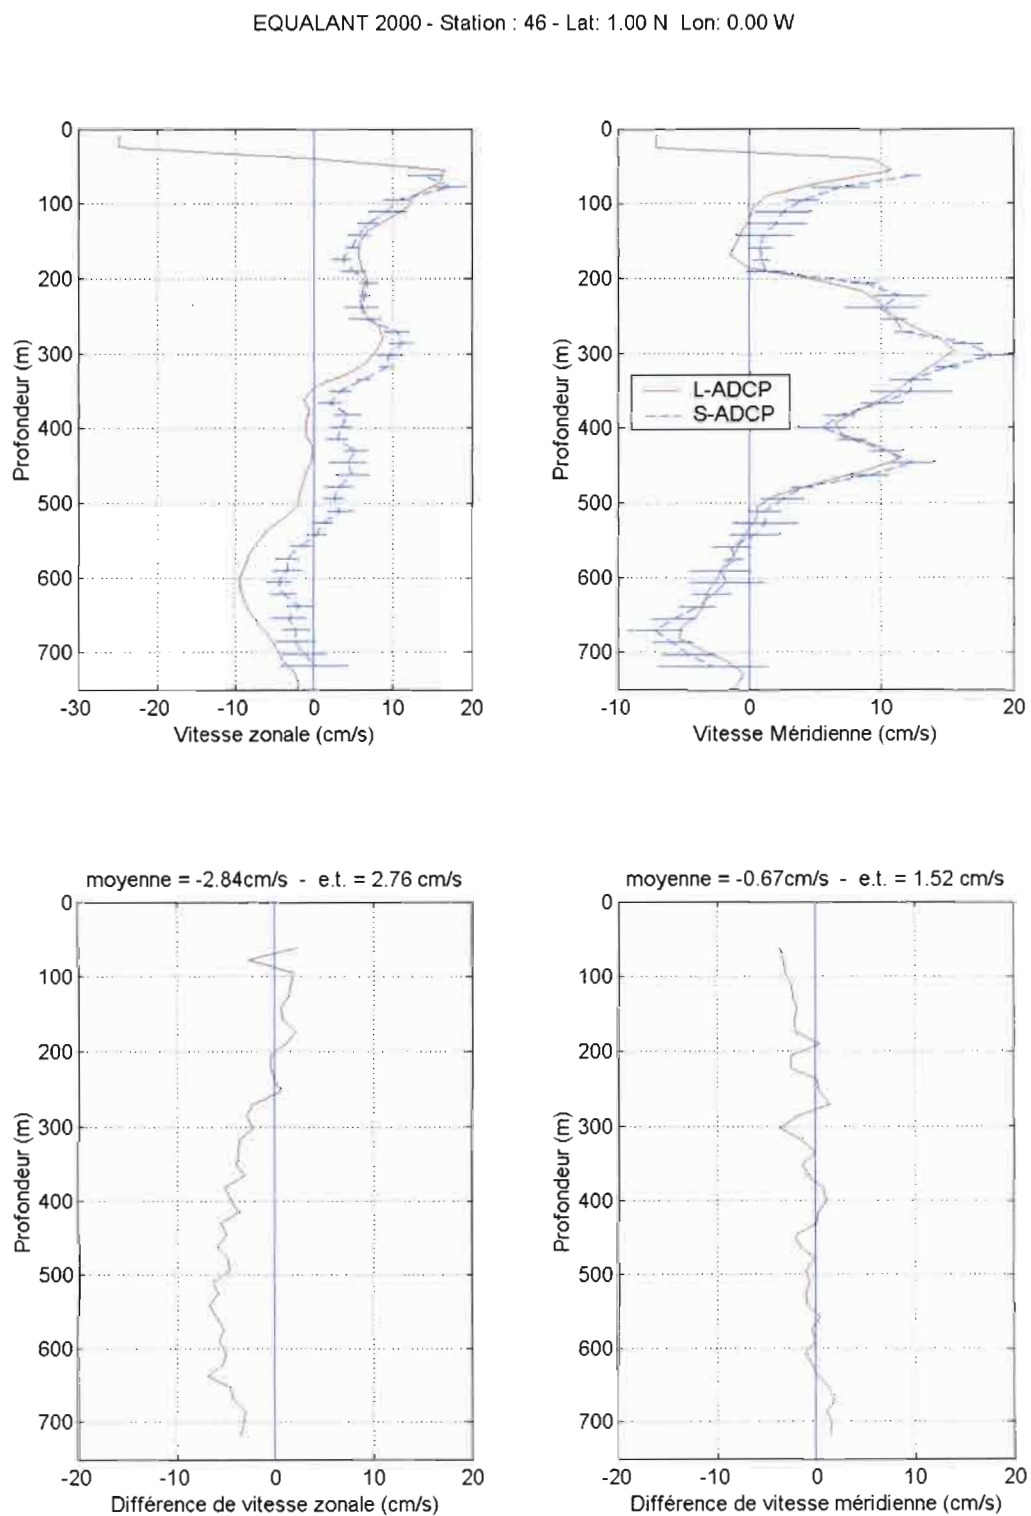 EQUALANT 2000 - Station : 46 - Lat: 1.00 N Lon: 0.00 W
0
100
200
300
400
500
600
700
Profondeur (m)
-30 -20 -10 0 10 20
Vitesse zonale (cm/s)
0
100
200
300
400
500
600
700
Profondeur (m)
L-ADCP
S-ADCP
-10 0 10 20
Vitesse Méridienne (cm/s)
moyenne = -2.84cm/s - e.t. = 2.76 cm/s
0
100
200
300
400
500
600
700
Profondeur (m)
-20 -10 0 10 20
Différence de vitesse zonale (cm/s)
moyenne = -0.67cm/s - e.t. = 1.52 cm/s
0
100
200
300
400
500
600
700
Profondeur (m)
-20 -10 0 10 20
Différence de vitesse méridienne (cm/s)